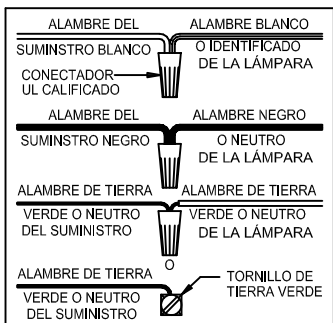 ALAMBRE DEL ALAMBRE BLANCO
SUMINSTRO BLANCO O IDENTIFICADO
DE LA LÁMPARA
CONECTADOR
UL CALIFICADO
ALAMBRE DEL ALAMBRE NEGRO
SUMINSTRO NEGRO O NEUTRO
DE LA LÁMPARA
ALAMBRE DE TIERRA ALAMBRE DE TIERRA
VERDE O NEUTRO VERDE O NEUTRO
DEL SUMINISTRO DE LA LÁMPARA
O
ALAMBRE DE TIERRA TORNILLO DE
TIERRA VERDE
VERDE O NEUTRO
DEL SUMINISTRO